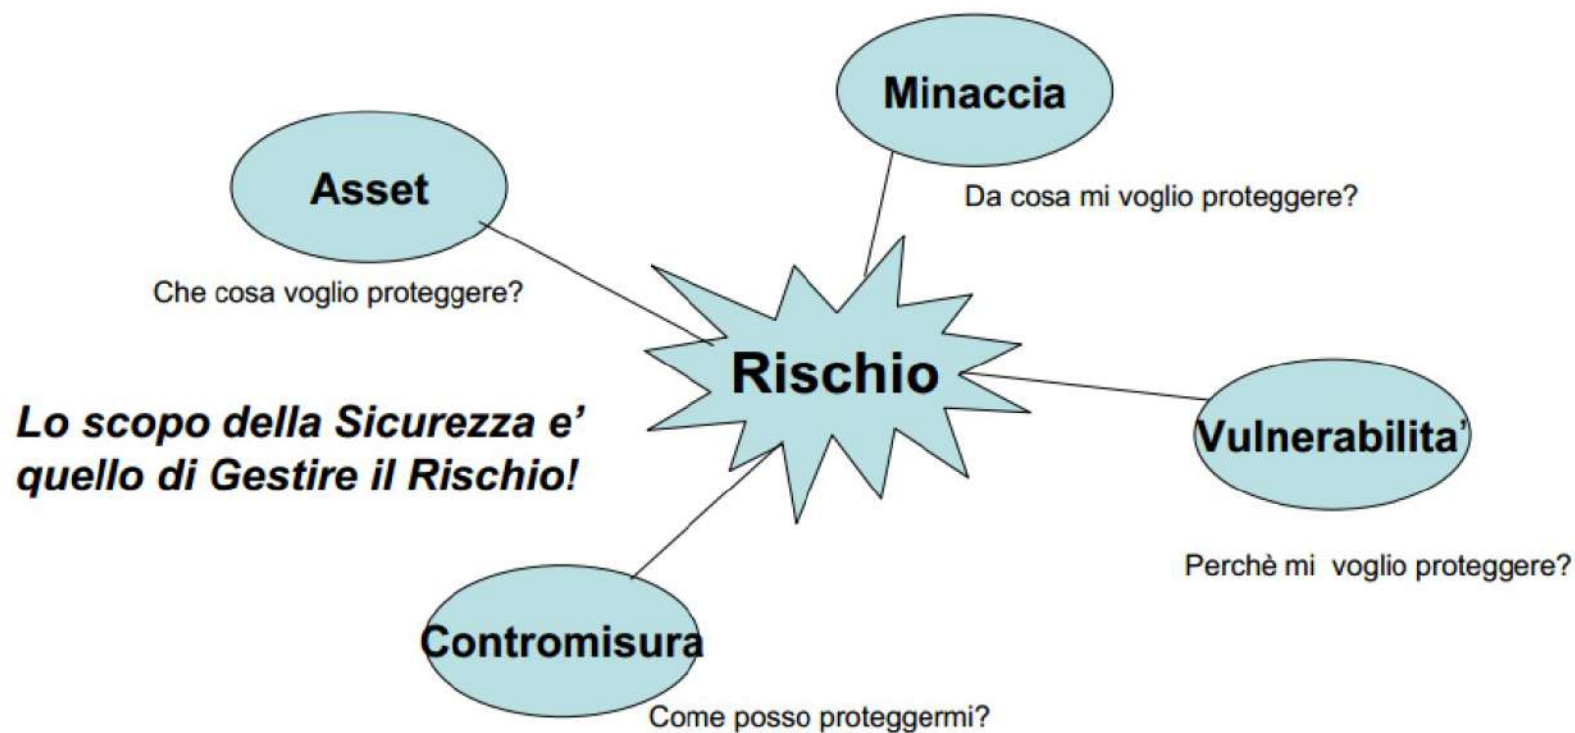 Minaccia
Da cosa mi voglio proteggere?
Asset
Che cosa voglio proteggere?
Rischio
Lo scopo della Sicurezza e’
quello di Gestire il Rischio!
Vulnerabilita’
Perchè mi voglio proteggere?
Contromisura
Come posso proteggermi?